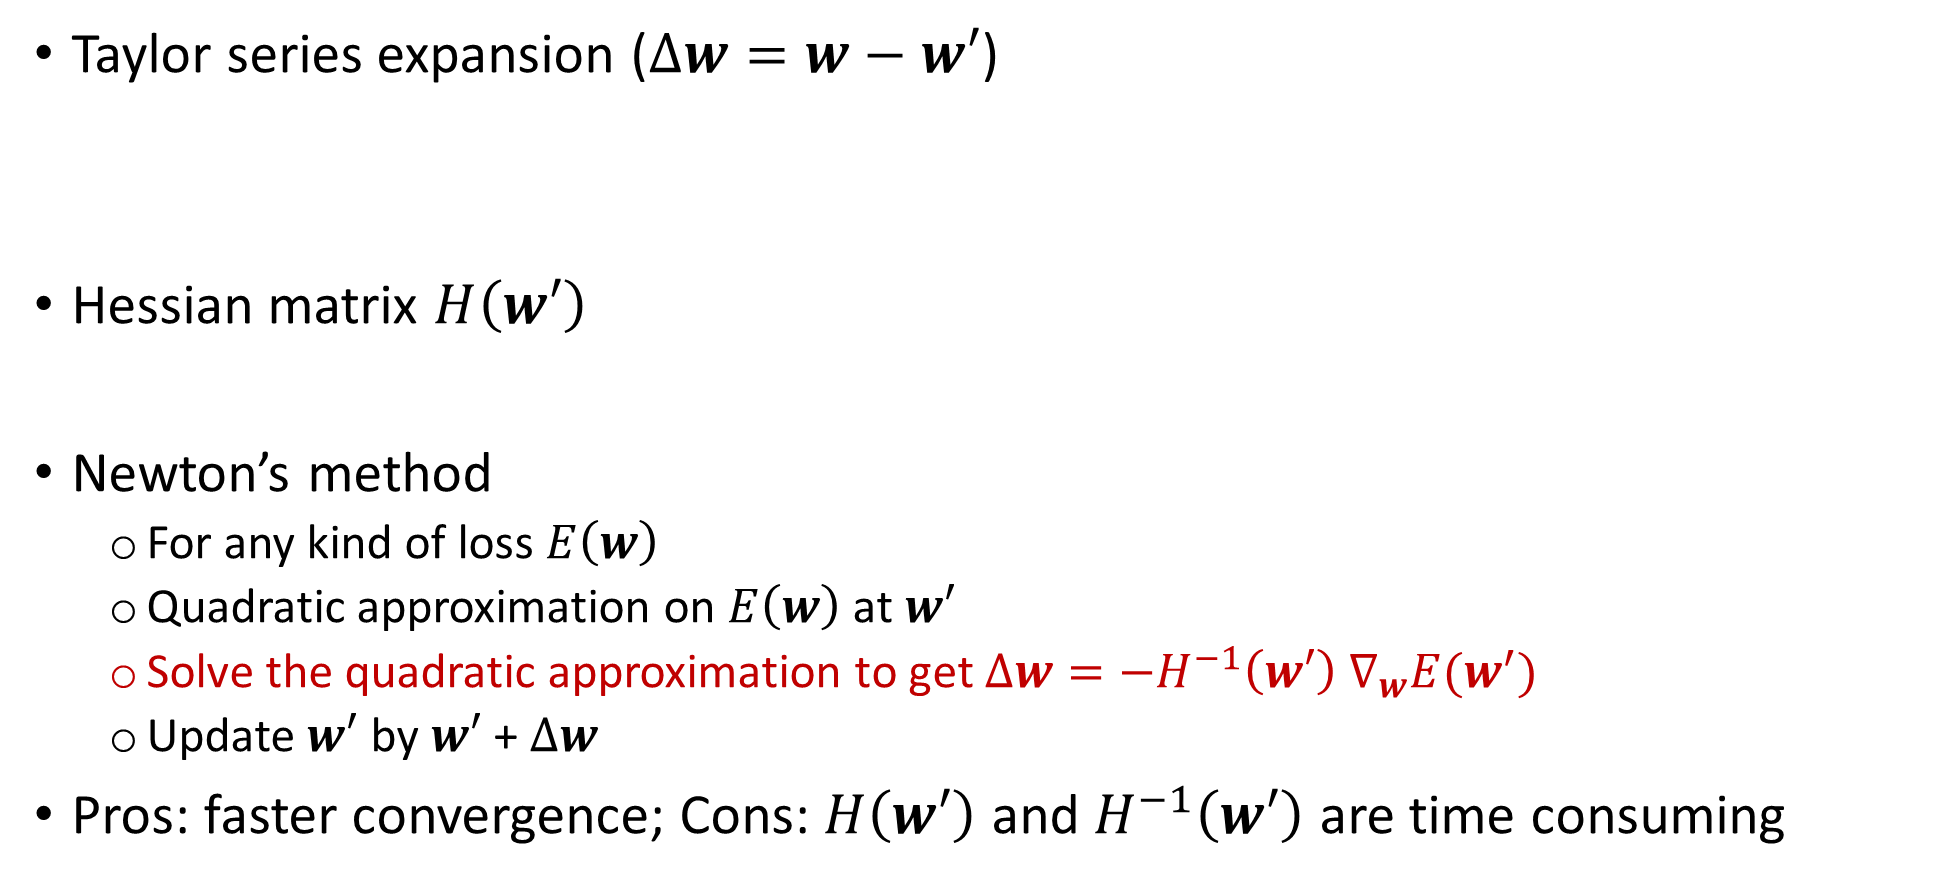 • Taylor series expansion (Δ𝒘 = 𝒘 − 𝒘′)
• Hessian matrix 𝐻(𝒘′)
• Newton’s method
○ For any kind of loss 𝐸(𝒘)
○ Quadratic approximation on 𝐸(𝒘) at 𝒘′
○ Solve the quadratic approximation to get Δ𝒘 = −𝐻⁻¹(𝒘′) ∇𝒘𝐸(𝒘′)
○ Update 𝒘′ by 𝒘′ + Δ𝒘
• Pros: faster convergence; Cons: 𝐻(𝒘′) and 𝐻⁻¹(𝒘′) are time consuming